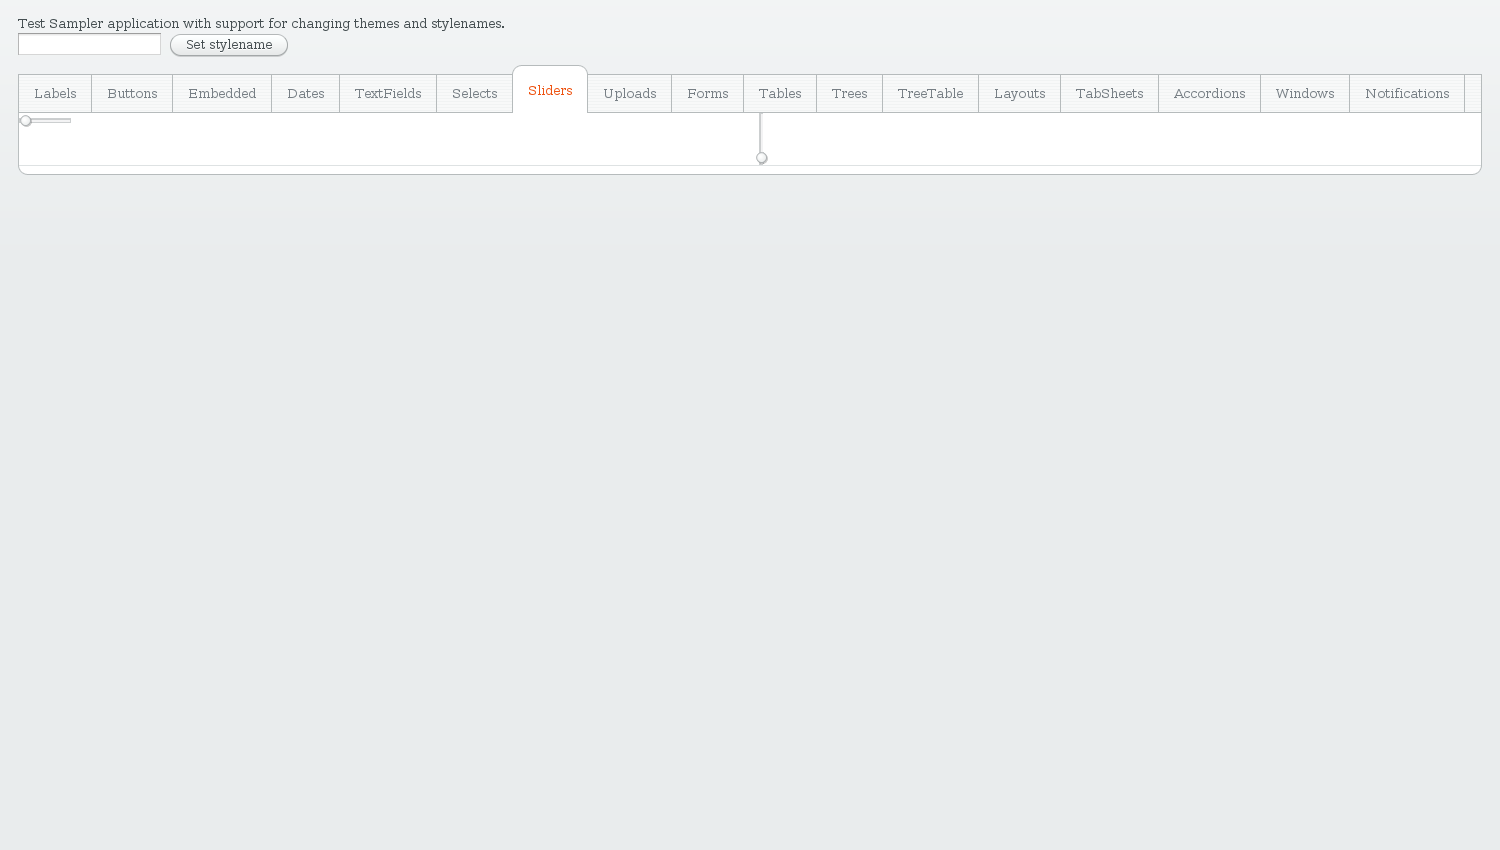 Test Sampler application with support for changing themes and stylenames.
Set stylename
Labels Buttons Embedded Dates TextFields Selects Sliders Uploads Forms Tables Trees TreeTable Layouts TabSheets Accordions Windows Notifications